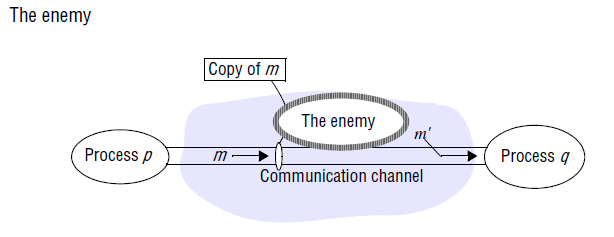 The enemy
Copy of m
The enemy
m'
Process p
m
Process q
Communication channel